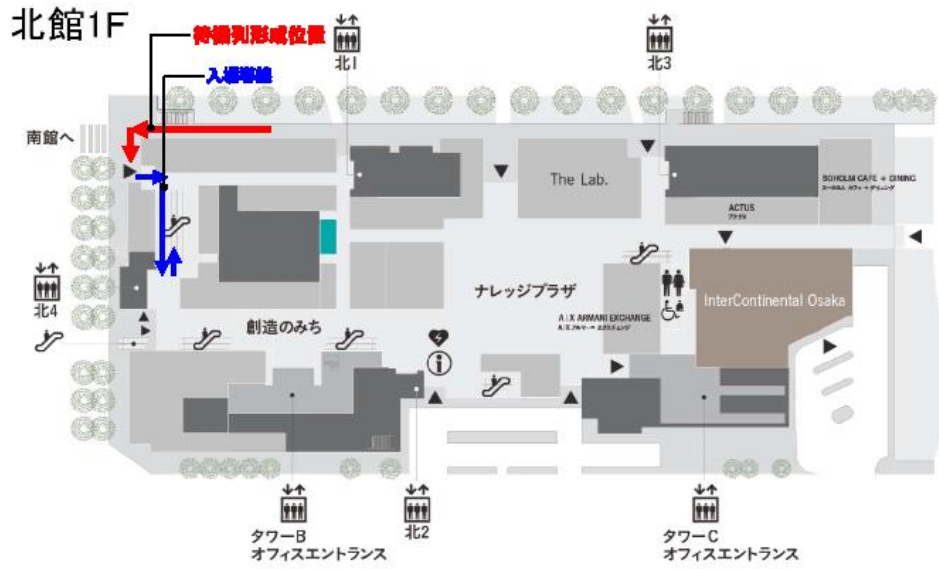 北館1F
待機列形成位置
入場導線
北1
北3
南館へ
The Lab.
SOHOLM CAFE + DINING
ACTUS
アクタス
北4
ナレッジプラザ
InterContinental Osaka
A|X ARMANI EXCHANGE
創造のみち
タワーB
オフィスエントランス
北2
タワーC
オフィスエントランス